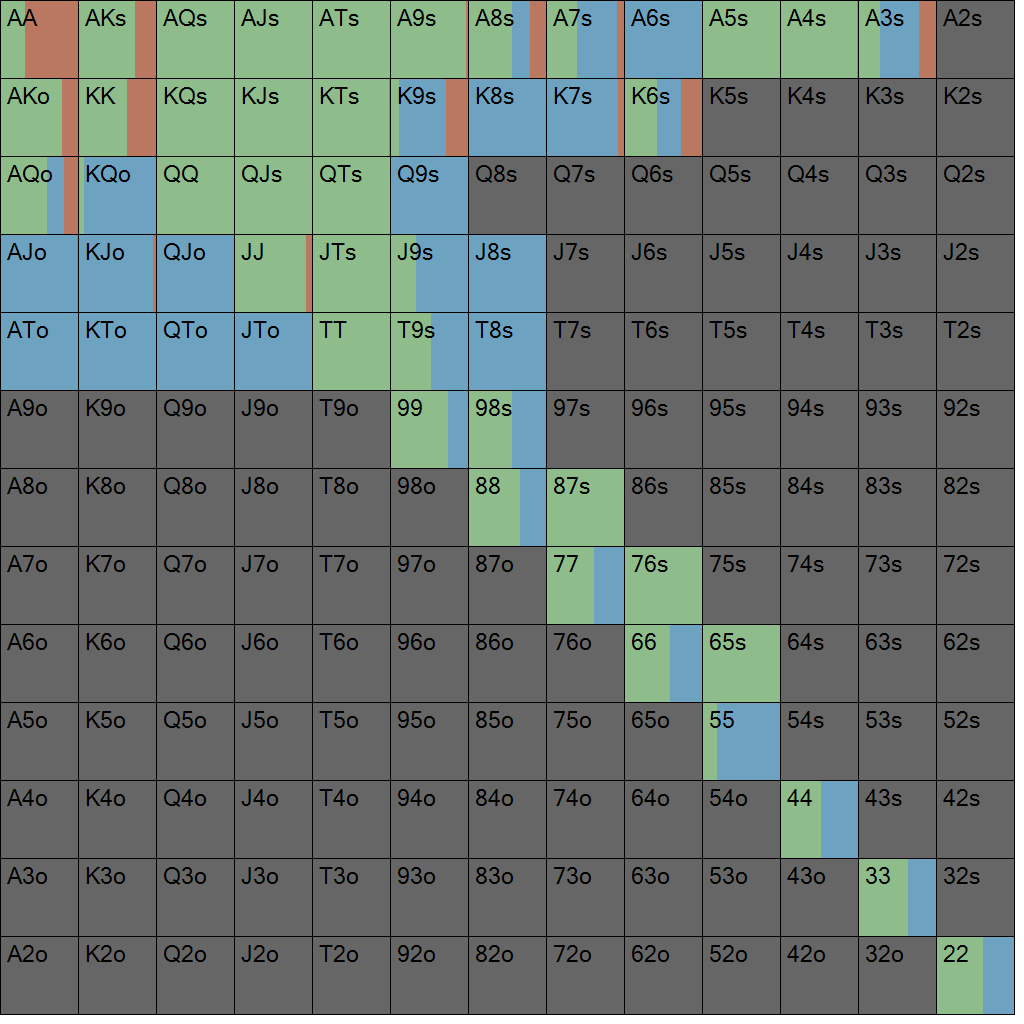 AA AKs AQs AJs ATs A9s A8s A7s A6s A5s A4s A3s A2s
AKo KK KQs KJs KTs K9s K8s K7s K6s K5s K4s K3s K2s
AQo KQo QQ QJs QTs Q9s Q8s Q7s Q6s Q5s Q4s Q3s Q2s
AJo KJo QJo JJ JTs J9s J8s J7s J6s J5s J4s J3s J2s
ATo KTo QTo JTo TT T9s T8s T7s T6s T5s T4s T3s T2s
A9o K9o Q9o J9o T9o 99 98s 97s 96s 95s 94s 93s 92s
A8o K8o Q8o J8o T8o 98o 88 87s 86s 85s 84s 83s 82s
A7o K7o Q7o J7o T7o 97o 87o 77 76s 75s 74s 73s 72s
A6o K6o Q6o J6o T6o 96o 86o 76o 66 65s 64s 63s 62s
A5o K5o Q5o J5o T5o 95o 85o 75o 65o 55 54s 53s 52s
A4o K4o Q4o J4o T4o 94o 84o 74o 64o 54o 44 43s 42s
A3o K3o Q3o J3o T3o 93o 83o 73o 63o 53o 43o 33 32s
A2o K2o Q2o J2o T2o 92o 82o 72o 62o 52o 42o 32o 22